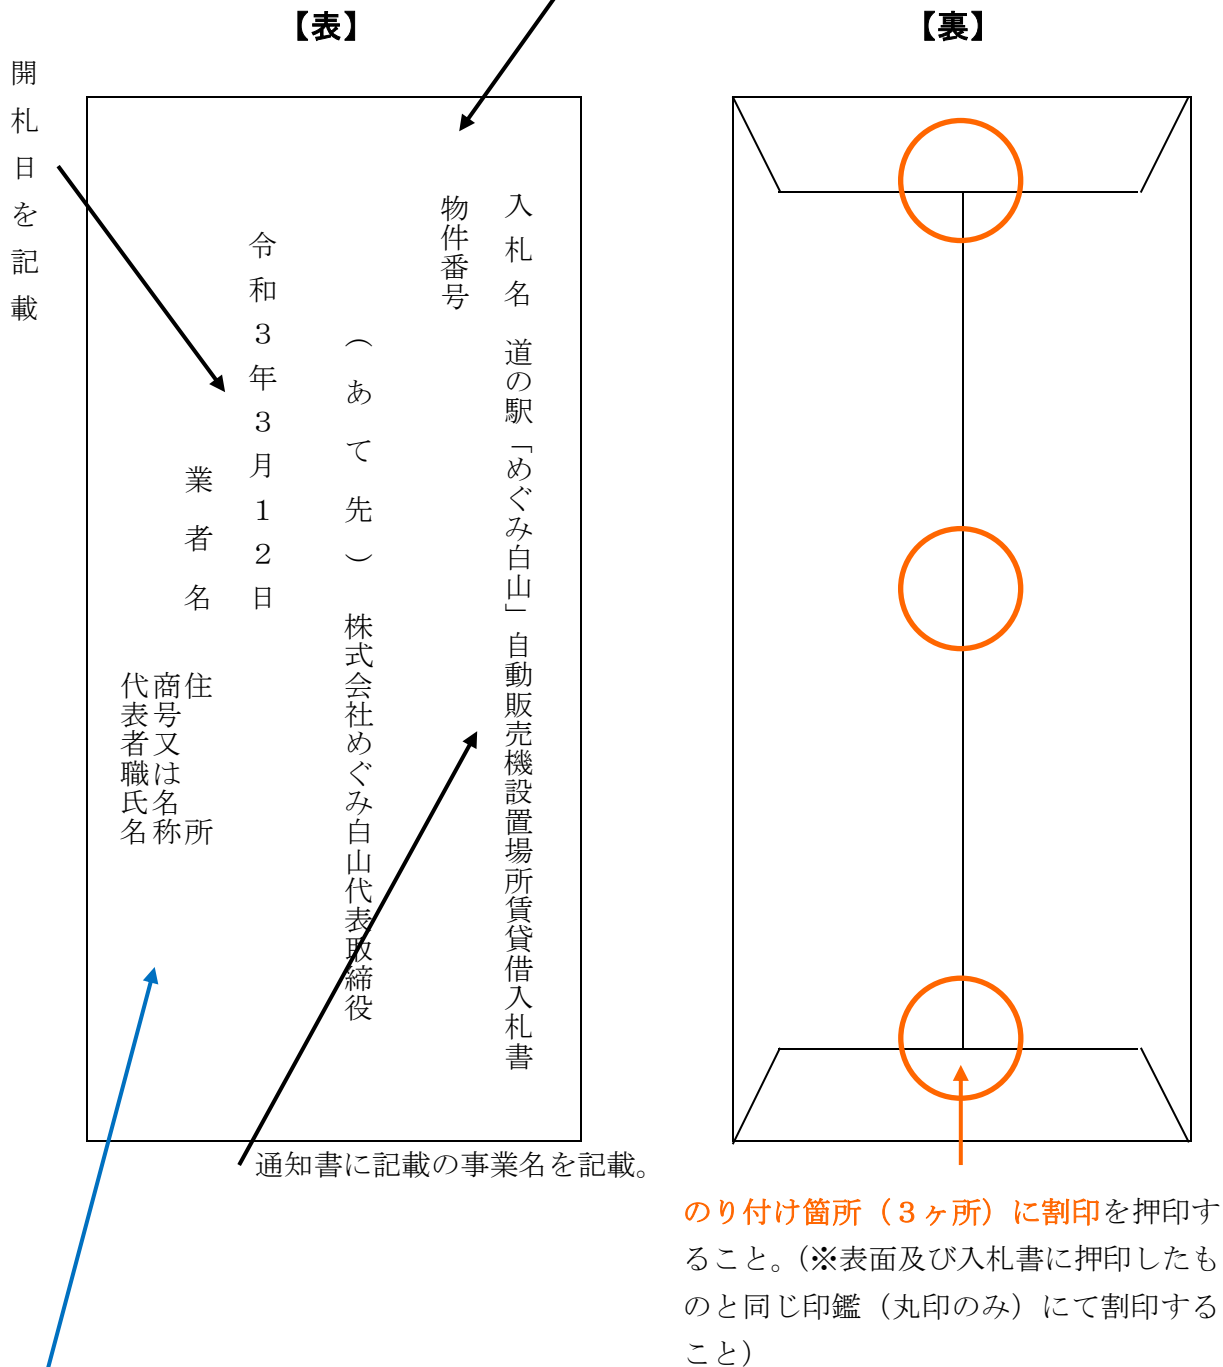 【表】
開札日を記載
入札名 道の駅「めぐみ白山」自動販売機設置場所賃貸借入札書
物件番号
（あて先） 株式会社めぐみ白山代表取締役
令和３年３月１２日
業者名 住所
商号又は名称
代表者職氏名
通知書に記載の事業名を記載。
【裏】
のり付け箇所（３ヶ所）に割印を押印す
ること。（※表面及び入札書に押印したも
のと同じ印鑑（丸印のみ）にて割印する
こと）